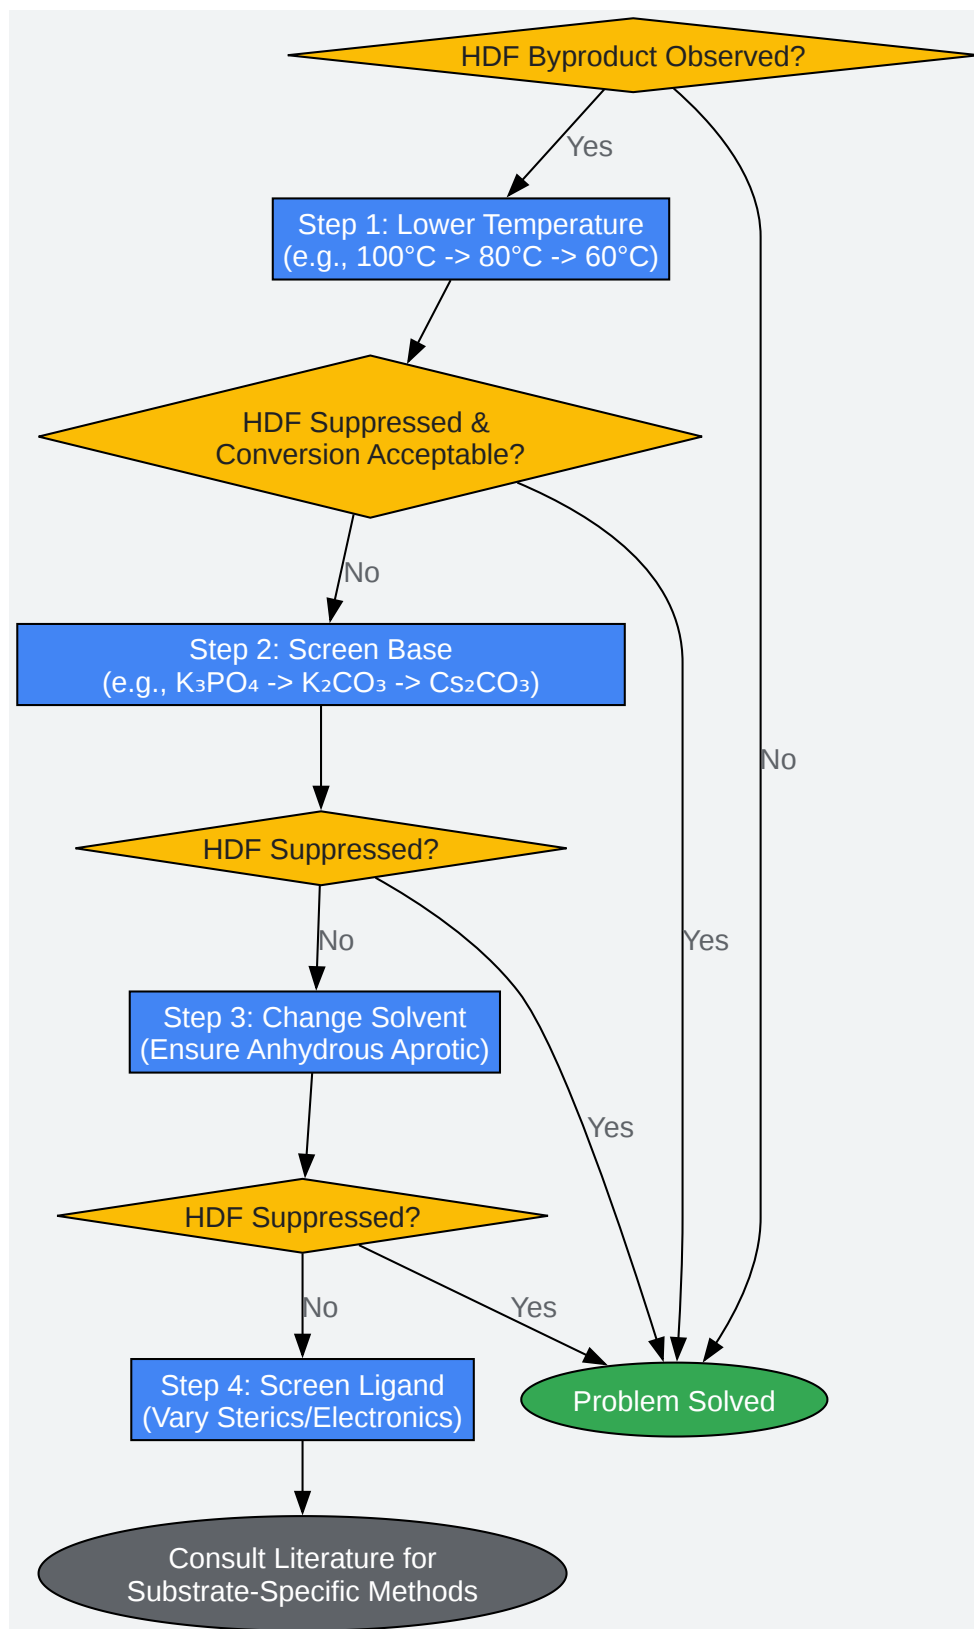 HDF Byproduct Observed?
Yes
Step 1: Lower Temperature
(e.g., 100°C -> 80°C -> 60°C)
HDF Suppressed &
Conversion Acceptable?
No
Step 2: Screen Base
(e.g., K₃PO₄ -> K₂CO₃ -> Cs₂CO₃)
No
HDF Suppressed?
No
Yes
Step 3: Change Solvent
(Ensure Anhydrous Aprotic)
Yes
HDF Suppressed?
No
Yes
Step 4: Screen Ligand
(Vary Sterics/Electronics)
Problem Solved
Consult Literature for
Substrate-Specific Methods